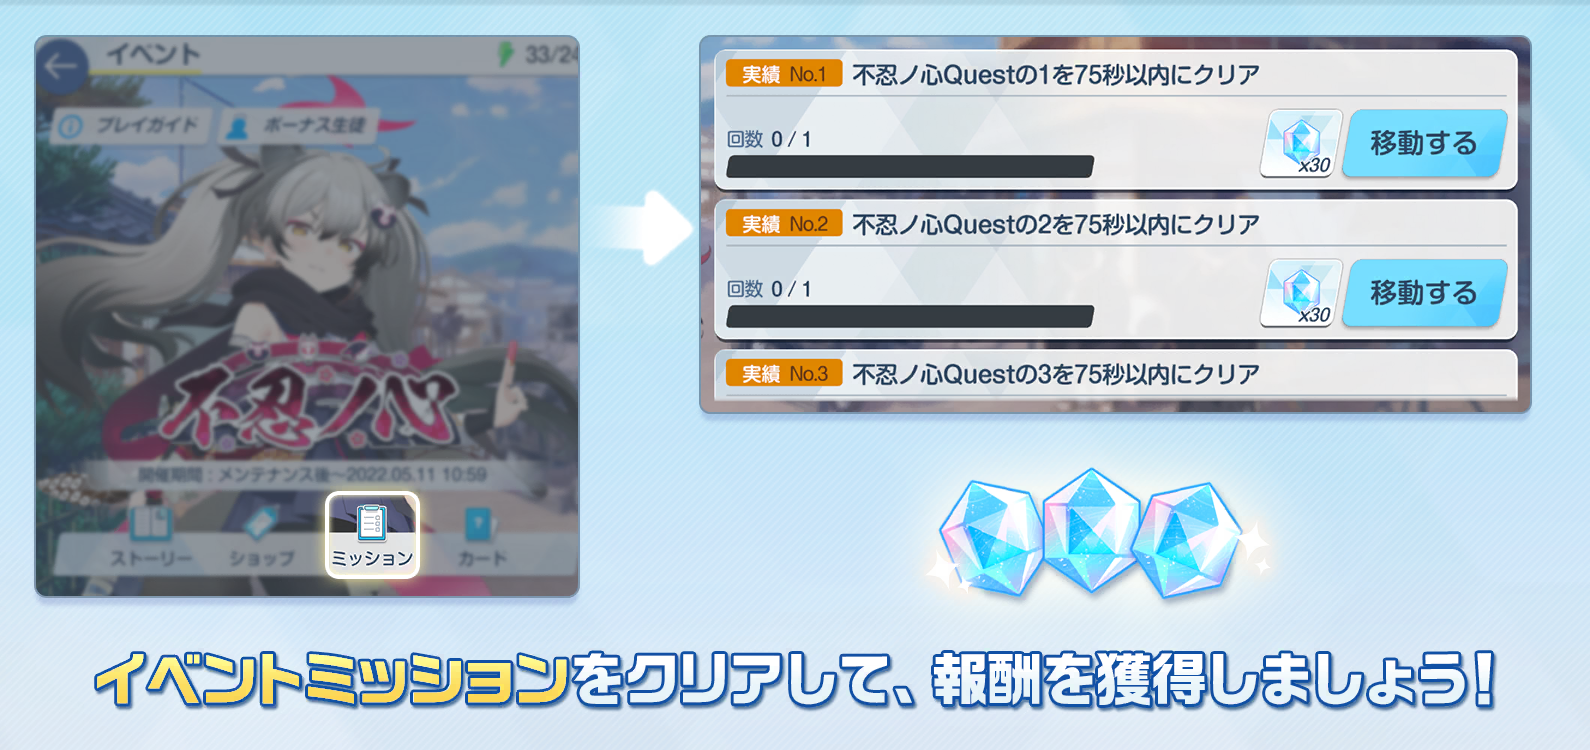 イベント
33/24
プレイガイド
ボーナス生徒
不忍ノ心
開催期間：メンテナンス後～2022.05.11 10:59
ストーリー
ショップ
ミッション
カード
実績 No.1 不忍ノ心Questの1を75秒以内にクリア
回数 0 / 1
x30
移動する
実績 No.2 不忍ノ心Questの2を75秒以内にクリア
回数 0 / 1
x30
移動する
実績 No.3 不忍ノ心Questの3を75秒以内にクリア
イベントミッションをクリアして、報酬を獲得しましょう！